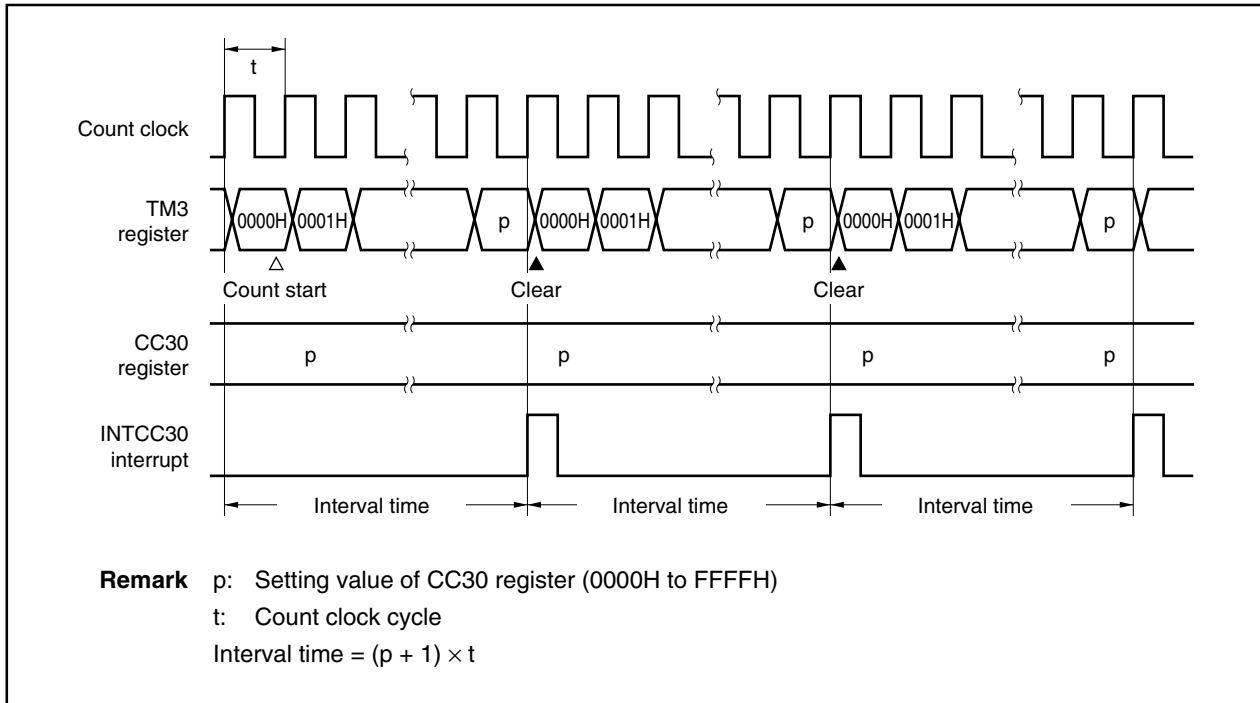 t
Count clock
TM3
register
0000H 0001H p 0000H 0001H p 0000H 0001H p
Count start Clear Clear
CC30
register
p p p p
INTCC30
interrupt
Interval time Interval time Interval time
Remark p: Setting value of CC30 register (0000H to FFFFH)
t: Count clock cycle
Interval time = (p + 1) × t